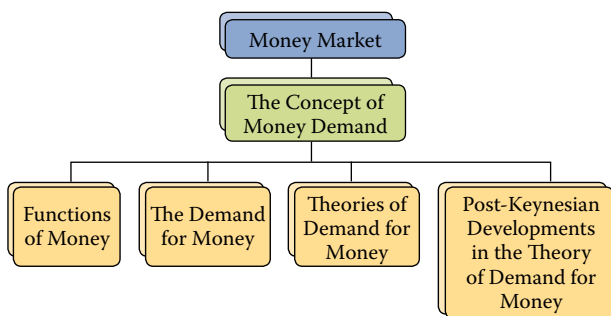 Money Market
The Concept of
Money Demand
Functions
of Money
The Demand
for Money
Theories of
Demand for
Money
Post-Keynesian
Developments
in the Theory
of Demand for
Money